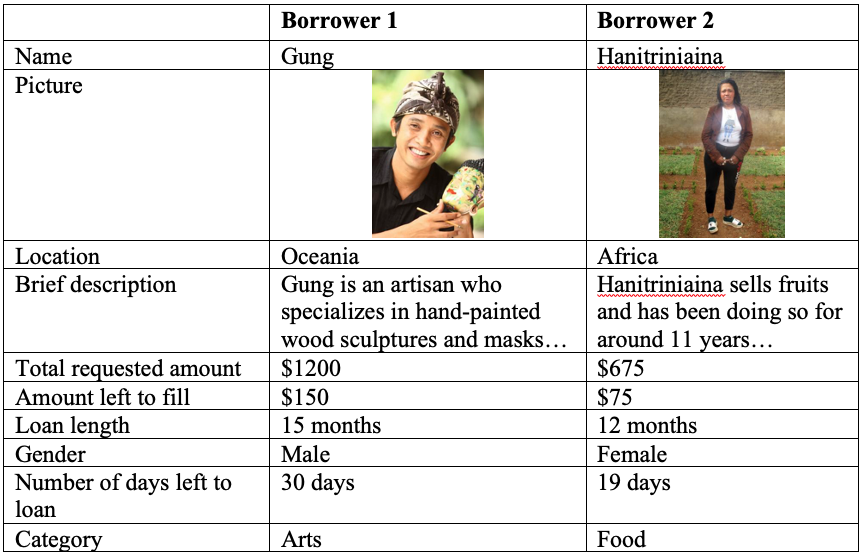 Borrower 1 Borrower 2
Name Gung Hanitriniaina
Picture
Location Oceania Africa
Brief description Gung is an artisan who Hanitriniaina sells fruits
specializes in hand-painted and has been doing so for
wood sculptures and masks… around 11 years…
Total requested amount $1200 $675
Amount left to fill $150 $75
Loan length 15 months 12 months
Gender Male Female
Number of days left to 30 days 19 days
loan
Category Arts Food